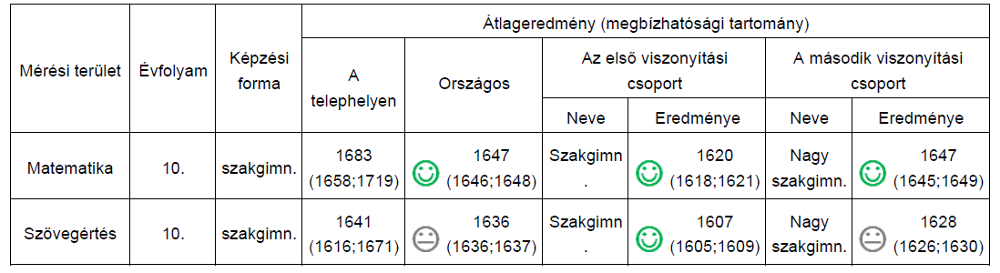 Mérési terület
Évfolyam
Képzési
forma
Átlageredmény (megbízhatósági tartomány)
A
telephelyen
Országos
Az első viszonyítási
csoport
A második viszonyítási
csoport
Neve
Eredménye
Neve
Eredménye
Matematika
10.
szakgimn.
1683
(1658;1719)
1647
(1646;1648)
Szakgimn
.
1620
(1618;1621)
Nagy
szakgimn.
1647
(1645;1649)
Szövegértés
10.
szakgimn.
1641
(1616;1671)
1636
(1636;1637)
Szakgimn
.
1607
(1605;1609)
Nagy
szakgimn.
1628
(1626;1630)